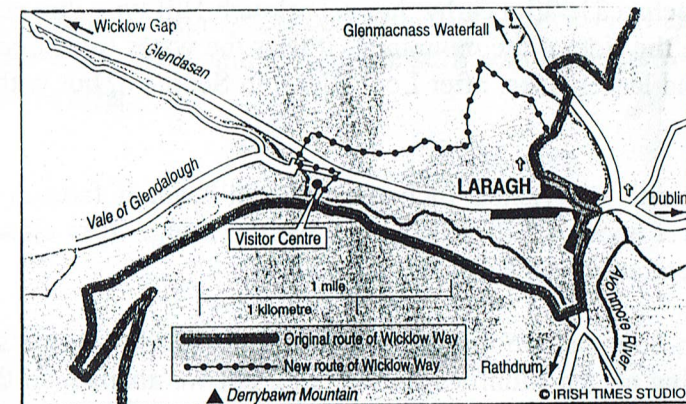 Wicklow Gap
Glenmacnass Waterfall
Glendasan
Vale of Glendalough
LARAGH
Dublin
Visitor Centre
Avonmore River
1 mile
1 kilometre
Original route of Wicklow Way
New route of Wicklow Way
Rathdrum
Derrybawn Mountain
© IRISH TIMES STUDIO